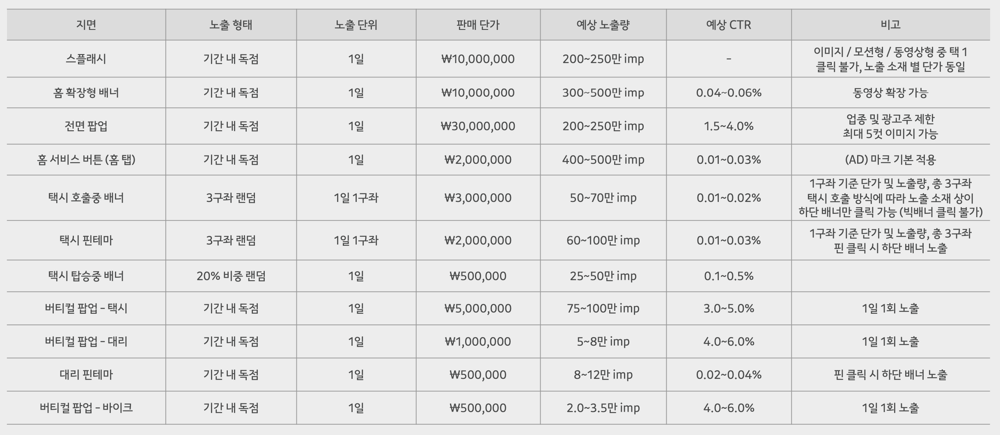 지면 노출 형태 노출 단위 판매 단가 예상 노출량 예상 CTR 비고
스플래시 기간 내 독점 1일 ₩10,000,000 200~250만 imp - 이미지 / 모션형 / 동영상형 중 택 1
클릭 불가, 노출 소재 별 단가 동일
홈 확장형 배너 기간 내 독점 1일 ₩10,000,000 300~500만 imp 0.04~0.06% 동영상 확장 가능
전면 팝업 기간 내 독점 1일 ₩30,000,000 200~250만 imp 1.5~4.0% 업종 및 광고주 제한
최대 5컷 이미지 가능
홈 서비스 버튼 (홈 탭) 기간 내 독점 1일 ₩2,000,000 400~500만 imp 0.01~0.03% (AD) 마크 기본 적용
택시 호출중 배너 3구좌 랜덤 1일 1구좌 ₩3,000,000 50~70만 imp 0.01~0.02% 1구좌 기준 단가 및 노출량, 총 3구좌
택시 호출 방식에 따라 노출 소재 상이
하단 배너만 클릭 가능 (빅배너 클릭 불가)
택시 핀테마 3구좌 랜덤 1일 1구좌 ₩2,000,000 60~100만 imp 0.01~0.03% 1구좌 기준 단가 및 노출량, 총 3구좌
핀 클릭 시 하단 배너 노출
택시 탑승중 배너 20% 비중 랜덤 1일 ₩500,000 25~50만 imp 0.1~0.5%
버티컬 팝업 - 택시 기간 내 독점 1일 ₩5,000,000 75~100만 imp 3.0~5.0% 1일 1회 노출
버티컬 팝업 - 대리 기간 내 독점 1일 ₩1,000,000 5~8만 imp 4.0~6.0% 1일 1회 노출
대리 핀테마 기간 내 독점 1일 ₩500,000 8~12만 imp 0.02~0.04% 핀 클릭 시 하단 배너 노출
버티컬 팝업 - 바이크 기간 내 독점 1일 ₩500,000 2.0~3.5만 imp 4.0~6.0% 1일 1회 노출